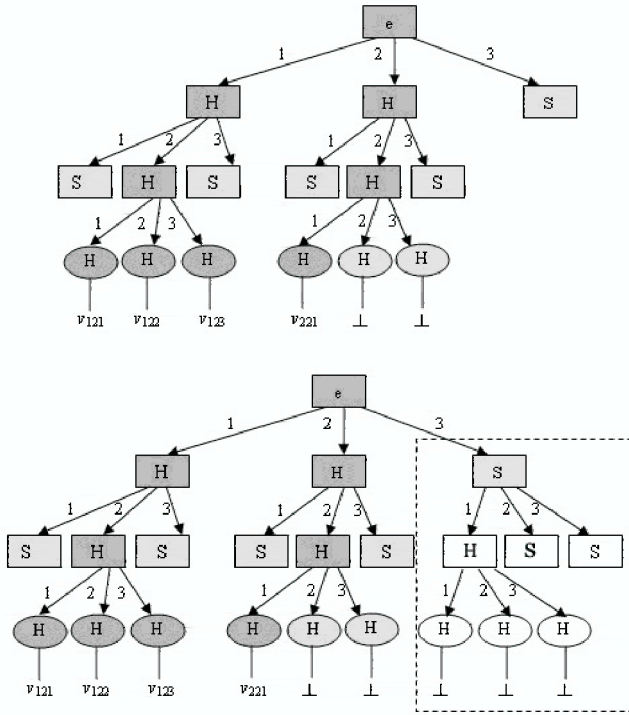 e
1 2 3
H H S
1 2 3 1 2 3
S H S S H S
1 2 3 1 2 3
H H H H H H
v121 v122 v123 v221 ⊥ ⊥
e
1 2 3
H H S
1 2 3 1 2 3 1 2 3
S H S S H S H S S
1 2 3 1 2 3 1 2 3
H H H H H H H H H
v121 v122 v123 v221 ⊥ ⊥ ⊥ ⊥ ⊥